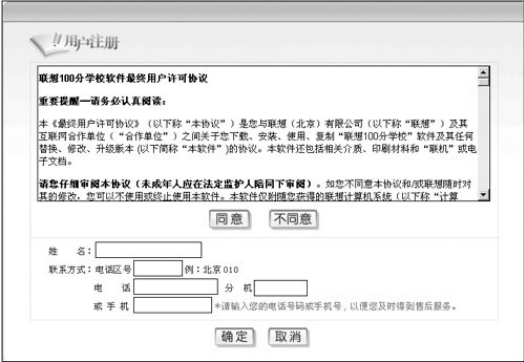 用户注册
联想100分学校软件最终用户许可协议
重要提醒—请务必认真阅读：
本《最终用户许可协议》（以下称“本协议”）是您与联想（北京）有限公司（以下称“联想”）及其
互联网合作单位（“合作单位”）之间关于您下载、安装、使用、复制“联想100分学校”软件及其任何
替换、修改、升级版本（以下简称“本软件”）的协议。本软件还包括相关介质、印刷材料和“联机”或电
子文档。
请您仔细审阅本协议（未成年人应在法定监护人陪同下审阅）。如您不同意本协议和/或联想随时对
其的修改，您可以不使用或终止使用本软件。本软件仅附随您获得的联想计算机系统（以下称“计算
同意 不同意
姓 名：
联系方式：电话区号 例：北京 010
电 话 分 机
或 手 机 *请输入您的电话号码或手机号，以便您及时得到售后服务。
确定 取消